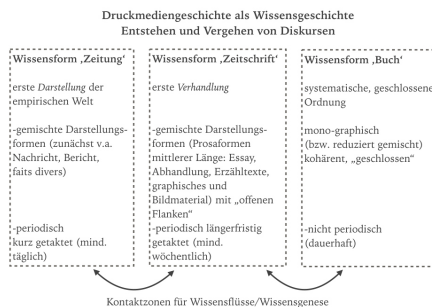 Druckmediengeschichte als Wissensgeschichte
Entstehen und Vergehen von Diskursen
Wissensform ‚Zeitung‘
erste Darstellung der
empirischen Welt
-gemischte Darstellungs-
formen (zunächst v.a.
Nachricht, Bericht,
faits divers)
-periodisch
kurz getaktet (mind.
täglich)
Wissensform ‚Zeitschrift‘
erste Verhandlung
-gemischte Darstellungs-
formen (Prosaformen
mittlerer Länge: Essay,
Abhandlung, Erzähltexte,
graphisches und
Bildmaterial) mit „offenen
Flanken“
-periodisch längerfristig
getaktet (mind.
wöchentlich)
Wissensform ‚Buch‘
systematische, geschlossene
Ordnung
mono-graphisch
(bzw. reduziert gemischt)
kohärent, „geschlossen“
-nicht periodisch
(dauerhaft)
Kontaktzonen für Wissensflüsse/Wissensgenese